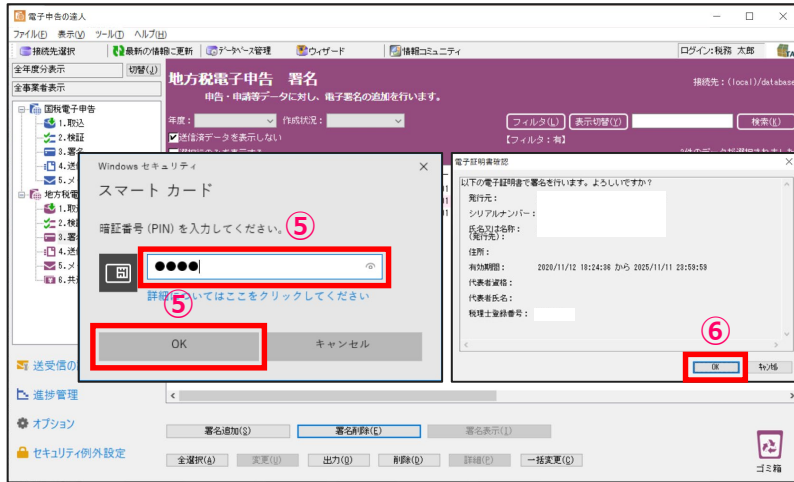 電子申告の達人
ファイル(F) 表示(V) ツール(T) ヘルプ(H)
接続先選択 最新の情報に更新 データベース管理 ウィザード 情報コミュニティ ログイン:税務 太郎 TA
全年度分表示 切替(J)
全事業者表示
地方税電子申告 署名
接続先:(local)/database
申告・申請等データに対し、電子署名の追加を行います。
年度: 作成状況: フィルタ(L) 表示切替(Y) 検索(K)
送信済データを表示しない 【フィルタ:有】
国税電子申告
1.取込
2.検証
3.署名
4.送
5.メ
地方税電
1.取
2.検
3.署
4.送
5.メ
6.共
Windows セキュリティ
スマート カード
暗証番号 (PIN) を入力してください。
⑤
●●●●
詳細についてはここをクリックしてください
⑤
OK キャンセル
電子証明書確認
以下の電子証明書で署名を行います。よろしいですか?
発行元:
シリアルナンバー:
氏名又は名称:
(発行先):
住所:
有効期間: 2020/11/12 18:24:36 から 2025/11/11 23:59:59
代表者資格:
代表者氏名:
税理士登録番号:
⑥
OK キャンセル
送受信の
進捗管理
オプション
セキュリティ例外設定
署名追加(S) 署名削除(E) 署名表示(I)
全選択(A) 変更(U) 出力(O) 削除(D) 詳細(P) 一括変更(C)
ゴミ箱